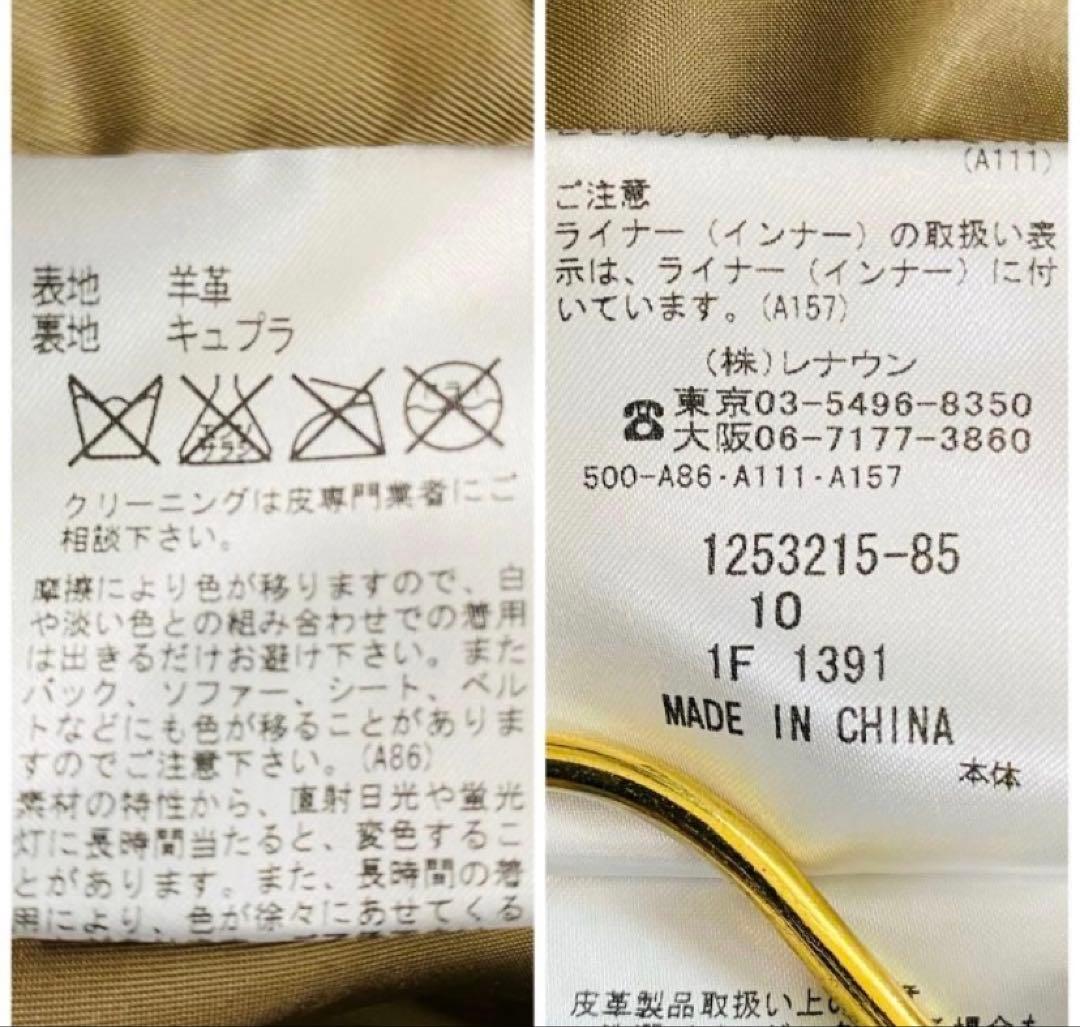 表地 羊革
裏地 キュプラ
エンソ
サラシ
ドライ
クリーニングは皮専門業者にご
相談下さい。
摩擦により色が移りますので、白
や淡い色との組み合わせでの着用
は出きるだけお避け下さい。また
バック、ソファー、シート、ベル
トなどにも色が移ることがありま
すのでご注意下さい。(A86)
素材の特性から、直射日光や蛍光
灯に長時間当たると、変色するこ
とがあります。また、長時間の着
用により、色が徐々にあせてくる
(A111)
ご注意
ライナー（インナー）の取扱い表
示は、ライナー（インナー）に付
いています。(A157)
(株)レナウン
☎東京03-5496-8350
大阪06-7177-3860
500-A86·A111·A157
1253215-85
10
1F 1391
MADE IN CHINA
本体
皮革製品取扱い上の